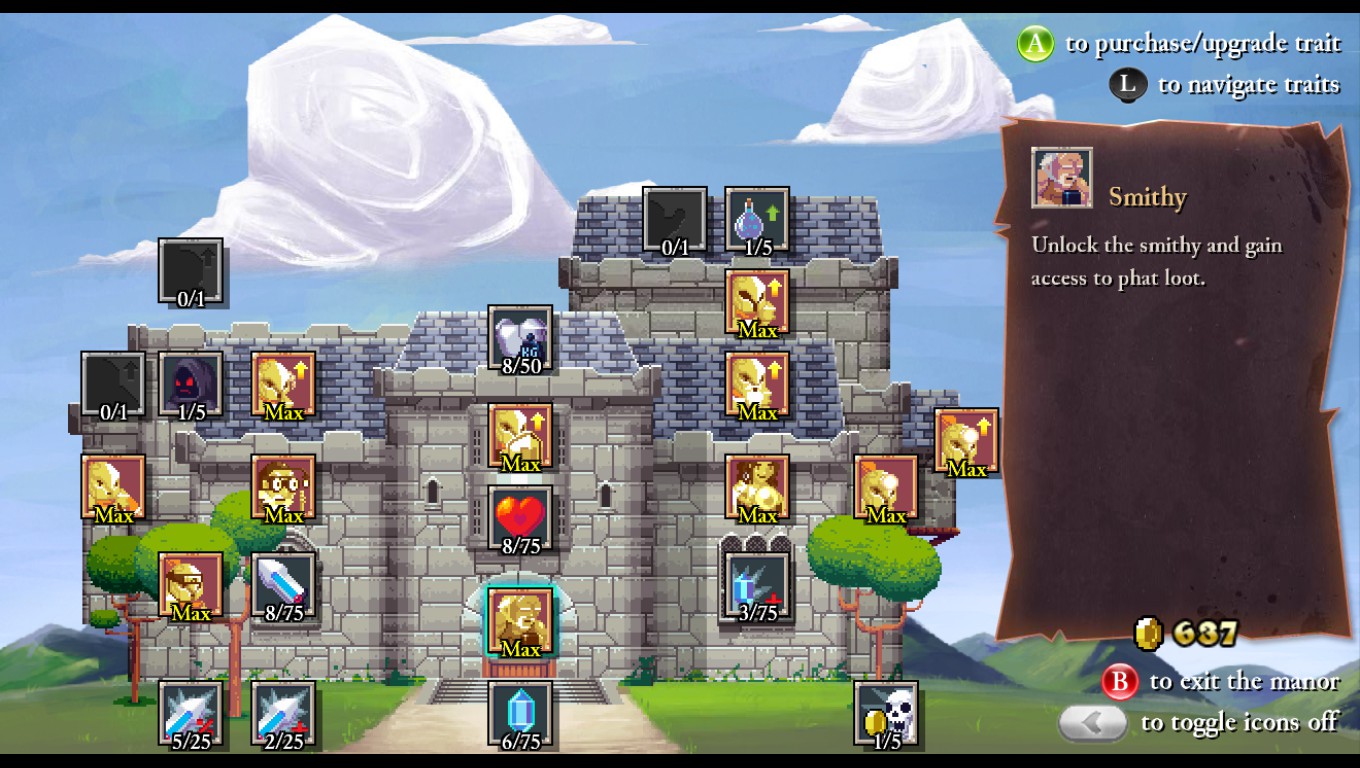 A to purchase/upgrade trait
L to navigate traits
Smithy
Unlock the smithy and gain
access to phat loot.
0/1
1/5
0/1
Max
KG
8/50
0/1
1/5
Max
Max
Max
Max
Max
Max
Max
Max
8/75
Max
Max
8/75
3/75
Max
687
B to exit the manor
to toggle icons off
5/25
2/25
6/75
1/5